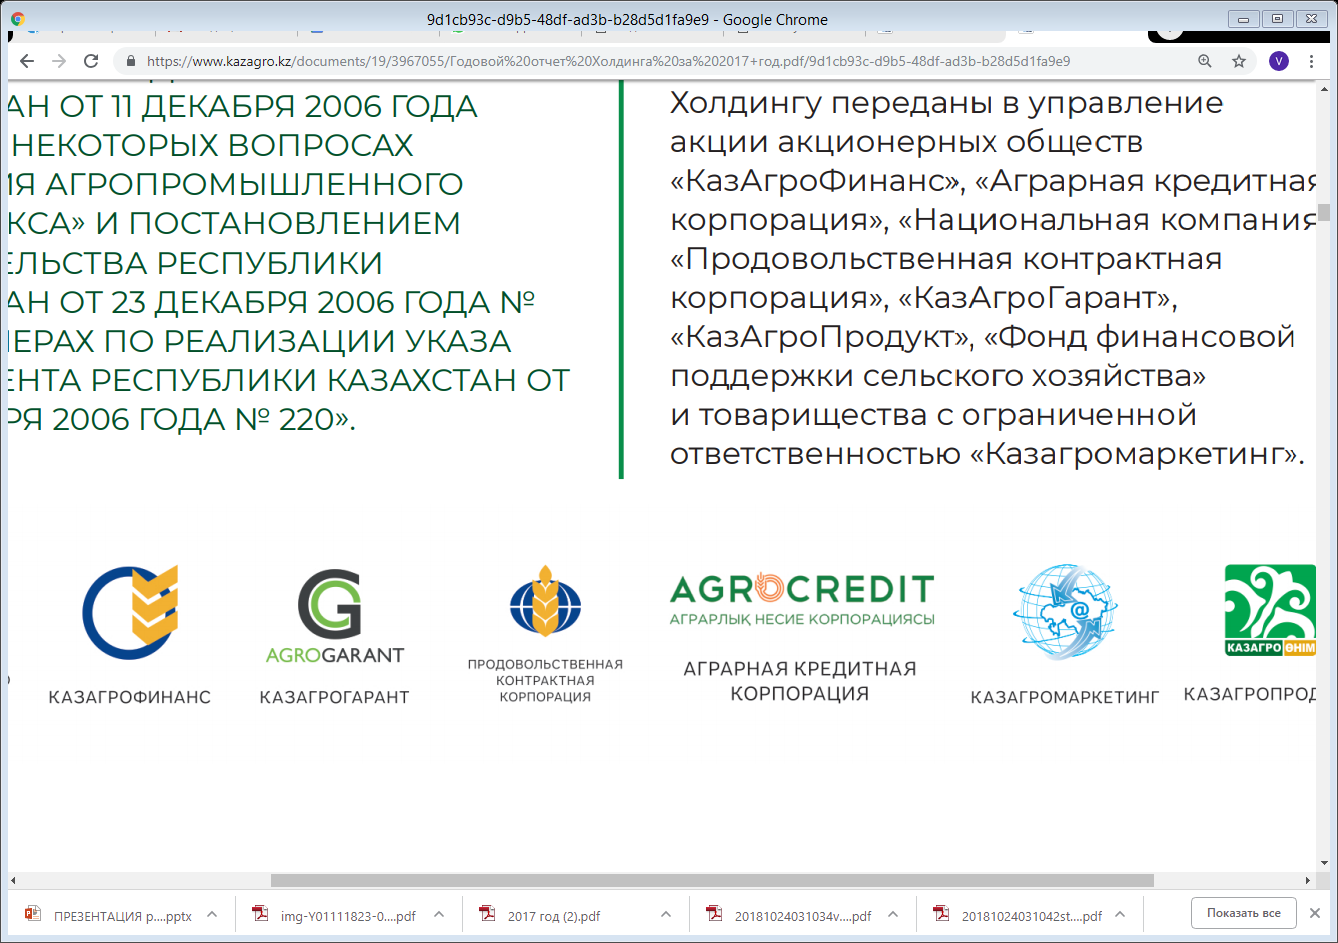 9d1cb93c-d9b5-48df-ad3b-b28d5d1fa9e9 - Google Chrome
https://www.kazagro.kz/documents/19/3967055/Годовой%20отчет%20Холдинга%20за%202017+год.pdf/9d1cb93c-d9b5-48df-ad3b-b28d5d1fa9e9
V
АН ОТ 11 ДЕКАБРЯ 2006 ГОДА
НЕКОТОРЫХ ВОПРОСАХ
ИЯ АГРОПРОМЫШЛЕННОГО
КСА» И ПОСТАНОВЛЕНИЕМ
ЕЛЬСТВА РЕСПУБЛИКИ
АН ОТ 23 ДЕКАБРЯ 2006 ГОДА №
МЕРАХ ПО РЕАЛИЗАЦИИ УКАЗА
ЕНТА РЕСПУБЛИКИ КАЗАХСТАН ОТ
РЯ 2006 ГОДА № 220».
Холдингу переданы в управление
акции акционерных обществ
«КазАгроФинанс», «Аграрная кредитная
корпорация», «Национальная компания
«Продовольственная контрактная
корпорация», «КазАгроГарант»,
«КазАгроПродукт», «Фонд финансовой
поддержки сельского хозяйства»
и товарищества с ограниченной
ответственностью «Казагромаркетинг».
КАЗАГРОФИНАНС
AGROGARANT
КАЗАГРОГАРАНТ
ПРОДОВОЛЬСТВЕННАЯ
КОНТРАКТНАЯ
КОРПОРАЦИЯ
AGROCREDIT
АГРАРЛЫҚ НЕСИЕ КОРПОРАЦИЯСЫ
АГРАРНАЯ КРЕДИТНАЯ
КОРПОРАЦИЯ
@
КАЗАГРОМАРКЕТИНГ
КАЗАГРО ӨНІМ
КАЗАГРОПРОД
ПРЕЗЕНТАЦИЯ р....pptx
img-Y01111823-0....pdf
2017 год (2).pdf
20181024031034v....pdf
20181024031042st....pdf
Показать все